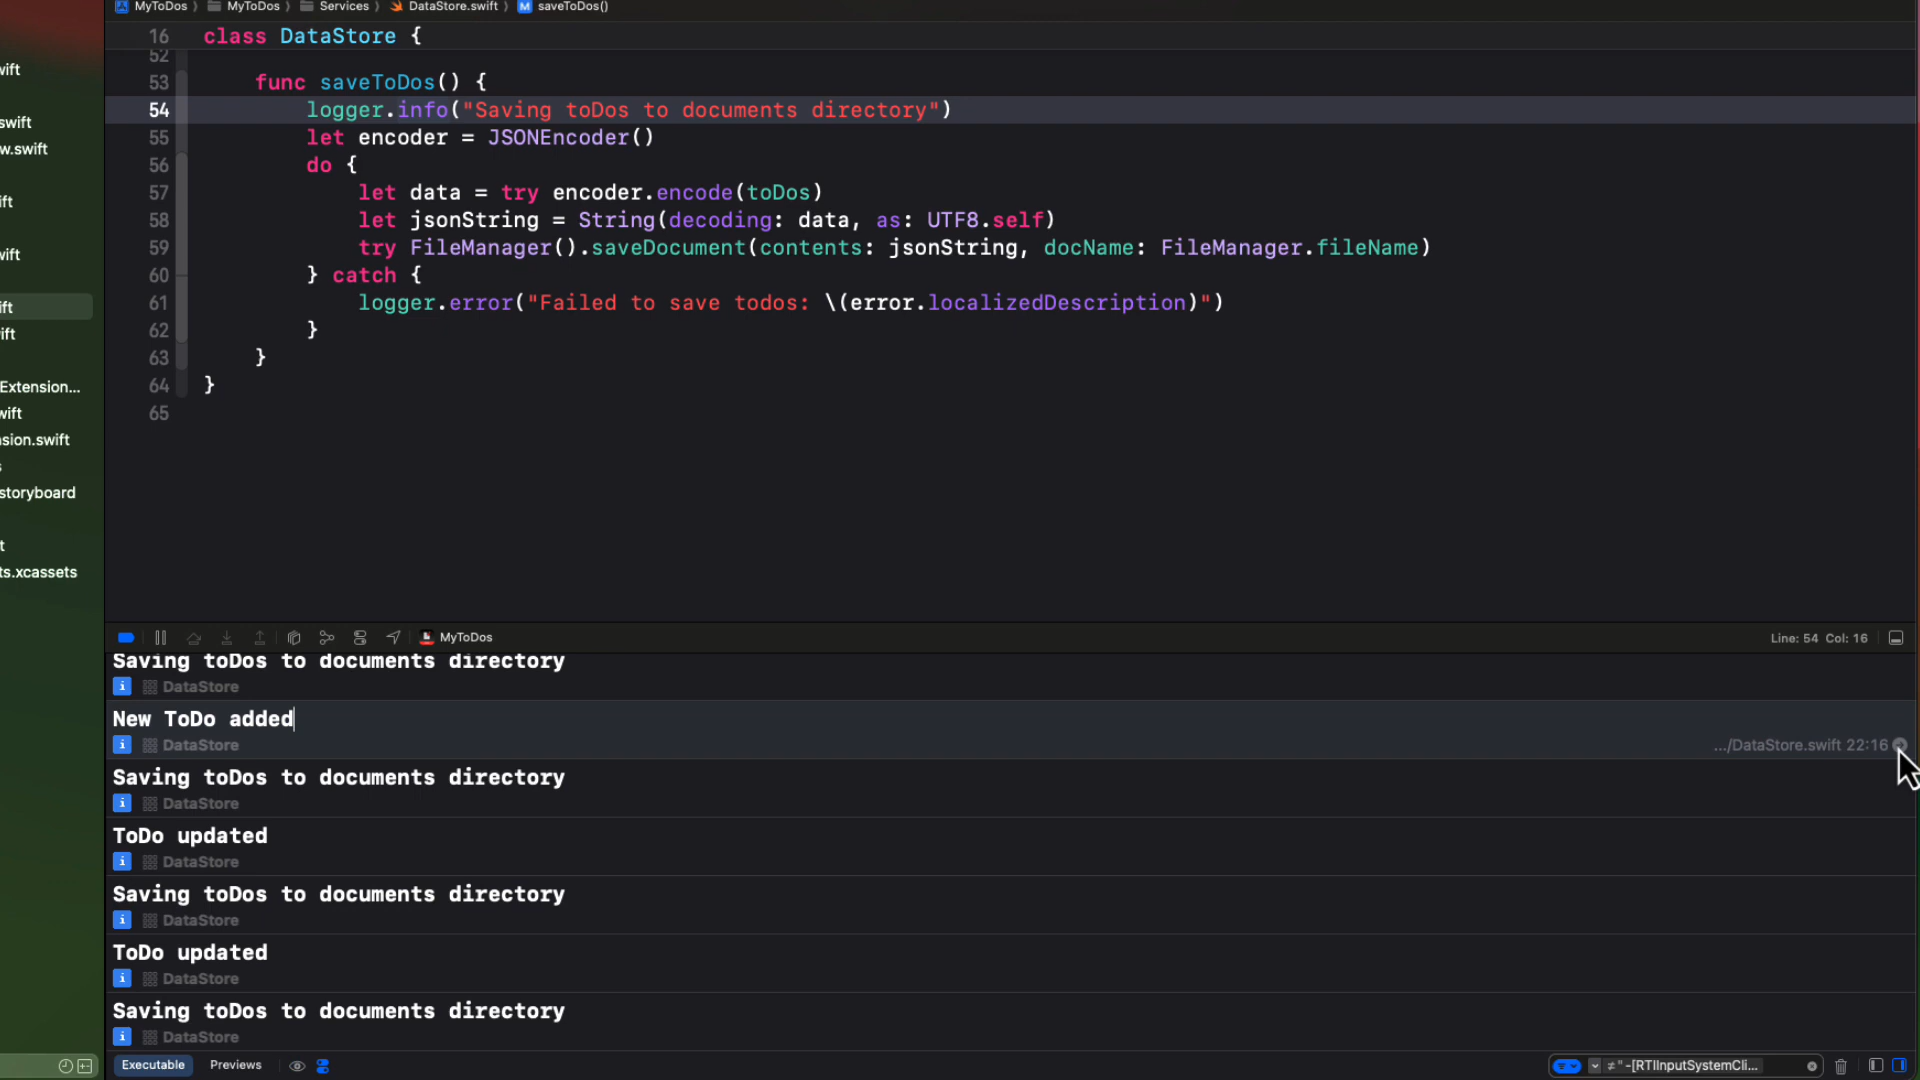 MyToDos 〉 MyToDos 〉 Services 〉 DataStore.swift 〉 M saveToDos()
16 class DataStore {
52
53 func saveToDos() {
54 logger.info("Saving toDos to documents directory")
55 let encoder = JSONEncoder()
56 do {
57 let data = try encoder.encode(toDos)
58 let jsonString = String(decoding: data, as: UTF8.self)
59 try FileManager().saveDocument(contents: jsonString, docName: FileManager.fileName)
60 } catch {
61 logger.error("Failed to save todos: \(error.localizedDescription)")
62 }
63 }
64 }
65
wift
swift
w.swift
ift
wift
ift
ift
Extension...
wift
sion.swift
s
storyboard
t
ts.xcassets
MyToDos
Line: 54 Col: 16
Saving toDos to documents directory
i DataStore
New ToDo added
i DataStore
.../DataStore.swift 22:16
Saving toDos to documents directory
i DataStore
ToDo updated
i DataStore
Saving toDos to documents directory
i DataStore
ToDo updated
i DataStore
Saving toDos to documents directory
i DataStore
Executable Previews
≠" -[RTIInputSystemCli...